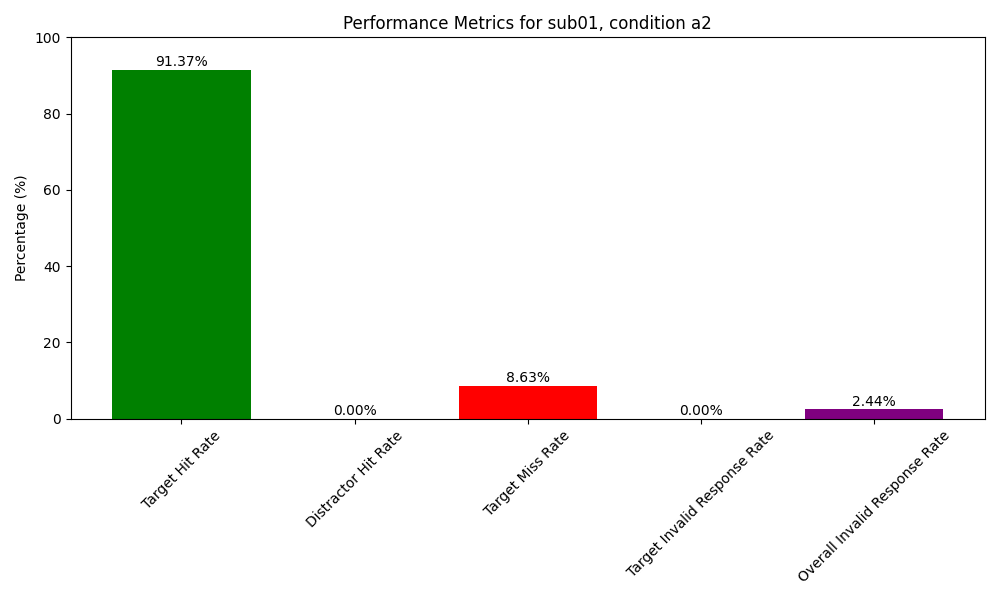 Performance Metrics for sub01, condition a2
Percentage (%)
100
80
60
40
20
0
91.37%
0.00%
8.63%
0.00%
2.44%
Target Hit Rate
Distractor Hit Rate
Target Miss Rate
Target Invalid Response Rate
Overall Invalid Response Rate